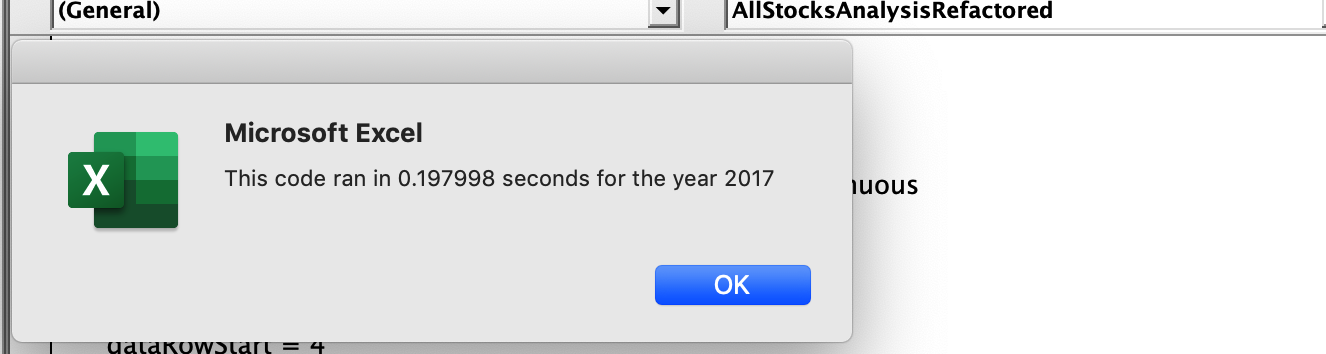 (General) AllStocksAnalysisRefactored
Microsoft Excel
This code ran in 0.197998 seconds for the year 2017
nuous
OK
dataRowStart = 4